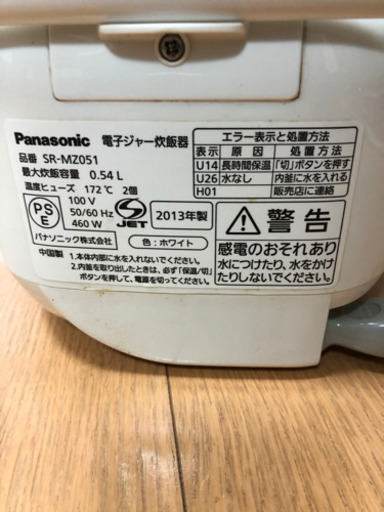 Panasonic 電子ジャー炊飯器
品番 SR-MZ051
最大炊飯容量 0.54 L
温度ヒューズ 172℃ 2個
PS
E
100 V
50/60 Hz
460 W
JET
2013年製
パナソニック株式会社
色:ホワイト
中国製
1.本体内部に水を入れないでください。
2.内釜を取り出したときは、必ず「保温/切」
ボタンを押して、電源を切ってください。
エラー表示と処置方法
表示 原因 処置方法
U14 長時間保温 「切」ボタンを押す
U26 水なし 内釜に水を入れる
H01 販売店に連絡
警告
感電のおそれあり
水につけたり、水をかけ
たりしないでください。